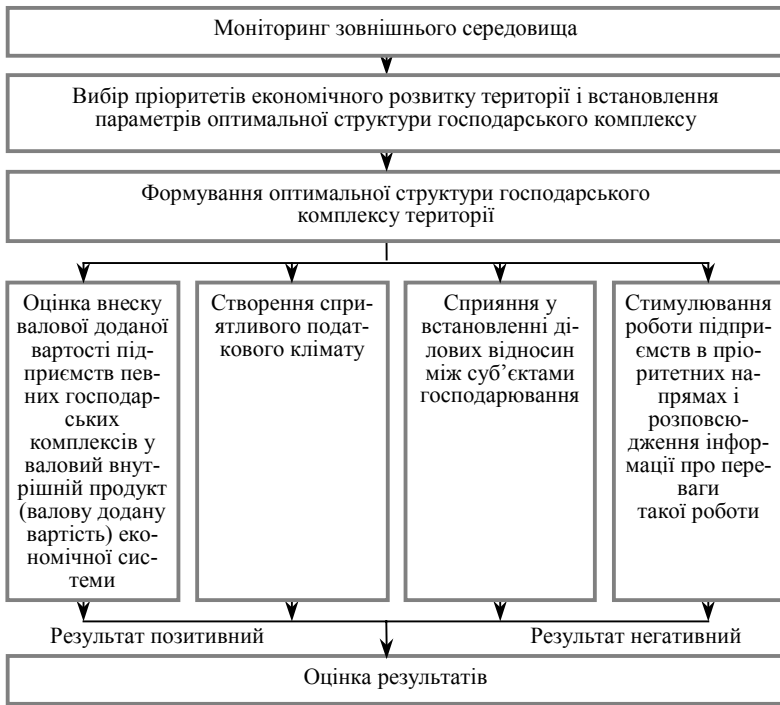 Моніторинг зовнішнього середовища
Вибір пріоритетів економічного розвитку території і встановлення
параметрів оптимальної структури господарського комплексу
Формування оптимальної структури господарського
комплексу території
Оцінка внеску
валової доданої
вартості під-
приємств пев-
них господар-
ських
комплексів у
валовий внут-
рішній продукт
(валову додану
вартість) еко-
номічної сис-
теми
Створення спри-
ятливого подат-
кового клімату
Сприяння у
встановленні ді-
лових відносин
між суб’єктами
господарювання
Стимулювання
роботи підпри-
ємств в пріо-
ритетних на-
прямах і
розповсю-
дження інфор-
мації про пере-
ваги
такої роботи
Результат позитивний
Результат негативний
Оцінка результатів